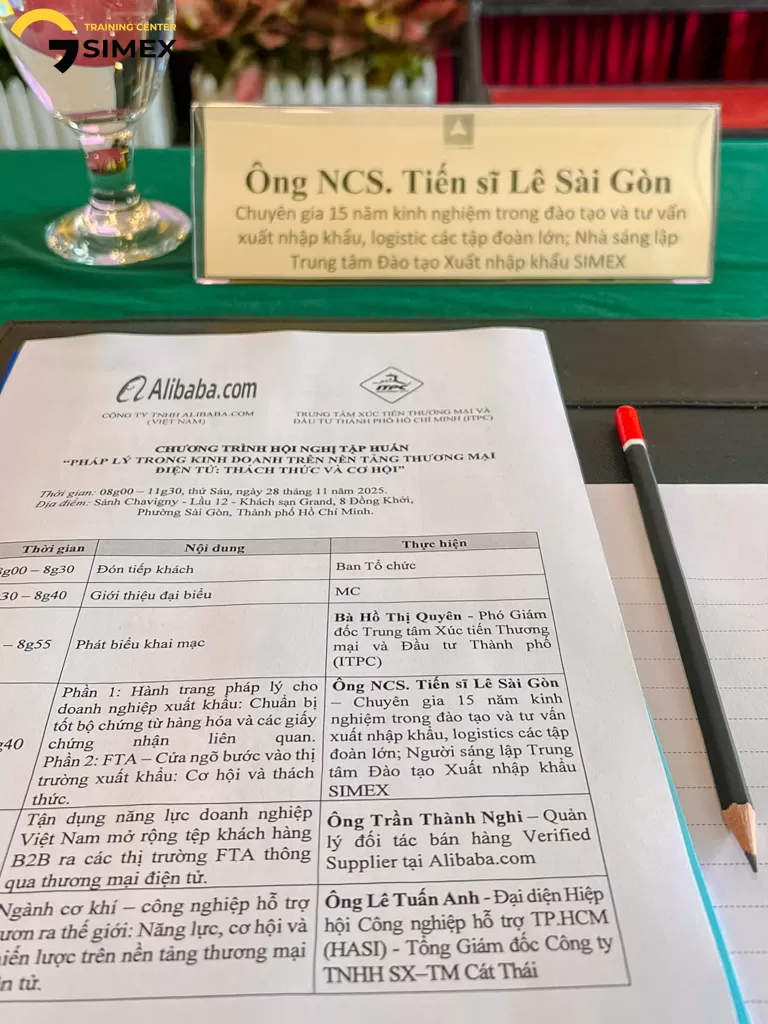 TRAINING CENTER
SIMEX
Ông NCS. Tiến sĩ Lê Sài Gòn
Chuyên gia 15 năm kinh nghiệm trong đào tạo và tư vấn
xuất nhập khẩu, logistic các tập đoàn lớn; Nhà sáng lập
Trung tâm Đào tạo Xuất nhập khẩu SIMEX
Alibaba.com
ITPC
CÔNG TY TNHH ALIBABA.COM
(VIỆT NAM)
TRUNG TÂM XÚC TIẾN THƯƠNG MẠI VÀ
ĐẦU TƯ THÀNH PHỐ HỒ CHÍ MINH (ITPC)
CHƯƠNG TRÌNH HỘI NGHỊ TẬP HUẤN
“PHÁP LÝ TRONG KINH DOANH TRÊN NỀN TẢNG THƯƠNG MẠI
ĐIỆN TỬ: THÁCH THỨC VÀ CƠ HỘI”
Thời gian: 08g00 – 11g30, thứ Sáu, ngày 28 tháng 11 năm 2025.
Địa điểm: Sảnh Chavigny - Lầu 12 - Khách sạn Grand, 8 Đồng Khởi,
Phường Sài Gòn, Thành phố Hồ Chí Minh.
Thời gian Nội dung Thực hiện
g00 – 8g30 Đón tiếp khách Ban Tổ chức
30 – 8g40 Giới thiệu đại biểu MC
– 8g55 Phát biểu khai mạc
Bà Hồ Thị Quyên - Phó Giám
đốc Trung tâm Xúc tiến Thương
mại và Đầu tư Thành phố
(ITPC)
g40
Phần 1: Hành trang pháp lý cho
doanh nghiệp xuất khẩu: Chuẩn bị
tốt bộ chứng từ hàng hóa và các giấy
chứng nhận liên quan.
Phần 2: FTA – Cửa ngõ bước vào thị
trường xuất khẩu: Cơ hội và thách
thức.
Ông NCS. Tiến sĩ Lê Sài Gòn
– Chuyên gia 15 năm kinh
nghiệm trong đào tạo và tư vấn
xuất nhập khẩu, logistics các tập
đoàn lớn; Người sáng lập Trung
tâm Đào tạo Xuất nhập khẩu
SIMEX
Tận dụng năng lực doanh nghiệp
Việt Nam mở rộng tệp khách hàng
B2B ra các thị trường FTA thông
qua thương mại điện tử.
Ông Trần Thành Nghi – Quản
lý đối tác bán hàng Verified
Supplier tại Alibaba.com
Ngành cơ khí – công nghiệp hỗ trợ
ươn ra thế giới: Năng lực, cơ hội và
iến lược trên nền tảng thương mại
n tử.
Ông Lê Tuấn Anh - Đại diện Hiệp
hội Công nghiệp hỗ trợ TP.HCM
(HASI) - Tổng Giám đốc Công ty
TNHH SX–TM Cát Thái